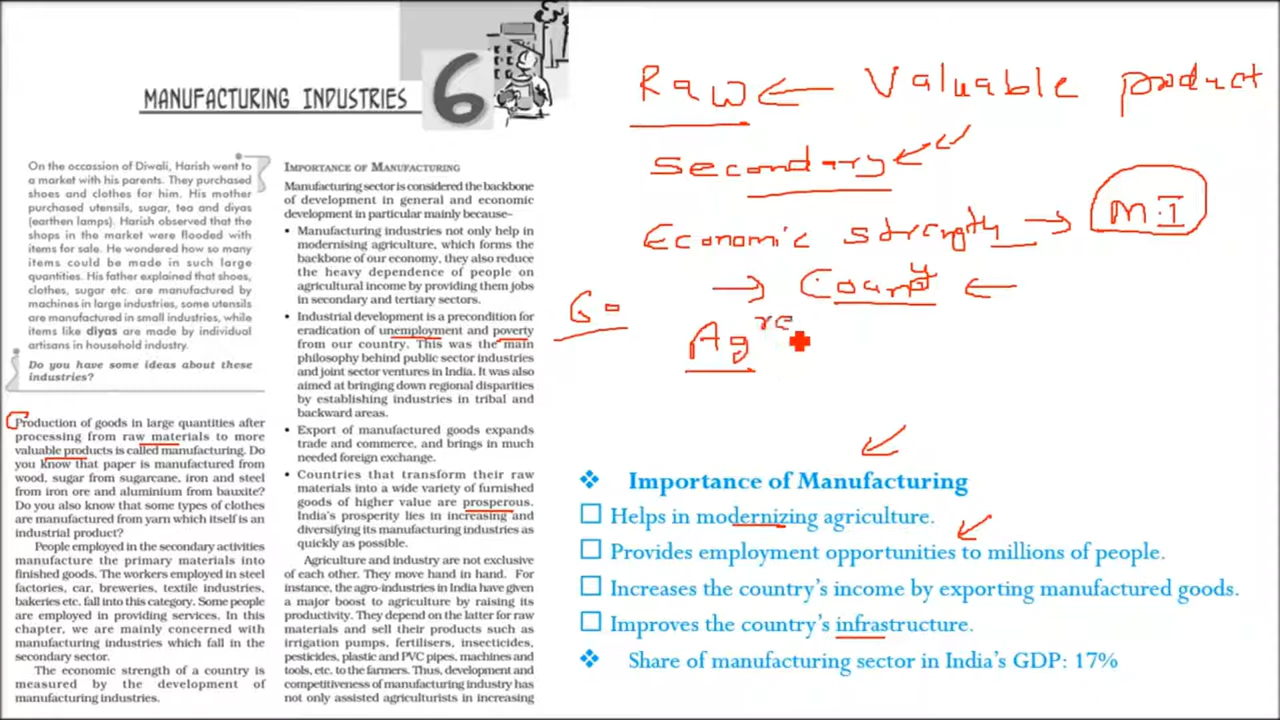 MANUFACTURING INDUSTRIES 6
On the occassion of Diwali, Harish went to
a market with his parents. They purchased
shoes and clothes for him. His mother
purchased utensils, sugar, tea and diyas
(earthen lamps). Harish observed that the
shops in the market were flooded with
items for sale. He wondered how so many
items could be made in such large
quantities. His father explained that shoes,
clothes, sugar etc. are manufactured by
machines in large industries, some utensils
are manufactured in small industries, while
items like diyas are made by individual
artisans in household industry.
Do you have some ideas about these
industries?
Production of goods in large quantities after
processing from raw materials to more
valuable products is called manufacturing. Do
you know that paper is manufactured from
wood, sugar from sugarcane, iron and steel
from iron ore and aluminium from bauxite?
Do you also know that some types of clothes
are manufactured from yarn which itself is an
industrial product?
People employed in the secondary activities
manufacture the primary materials into
finished goods. The workers employed in steel
factories, car, breweries, textile industries,
bakeries etc. fall into this category. Some people
are employed in providing services. In this
chapter, we are mainly concerned with
manufacturing industries which fall in the
secondary sector.
The economic strength of a country is
measured by the development of
manufacturing industries.
IMPORTANCE OF MANUFACTURING
Manufacturing sector is considered the backbone
of development in general and economic
development in particular mainly because–
• Manufacturing industries not only help in
modernising agriculture, which forms the
backbone of our economy, they also reduce
the heavy dependence of people on
agricultural income by providing them jobs
in secondary and tertiary sectors.
• Industrial development is a precondition for
eradication of unemployment and poverty
from our country. This was the main
philosophy behind public sector industries
and joint sector ventures in India. It was also
aimed at bringing down regional disparities
by establishing industries in tribal and
backward areas.
• Export of manufactured goods expands
trade and commerce, and brings in much
needed foreign exchange.
• Countries that transform their raw
materials into a wide variety of furnished
goods of higher value are prosperous.
India's prosperity lies in increasing and
diversifying its manufacturing industries as
quickly as possible.
Agriculture and industry are not exclusive
of each other. They move hand in hand. For
instance, the agro-industries in India have given
a major boost to agriculture by raising its
productivity. They depend on the latter for raw
materials and sell their products such as
irrigation pumps, fertilisers, insecticides,
pesticides, plastic and PVC pipes, machines and
tools, etc. to the farmers. Thus, development and
competitiveness of manufacturing industry has
not only assisted agriculturists in increasing
Raw ← Valuable product
Secondary
Economic strength → M.I
→ County ←
60
Ag re
Importance of Manufacturing
Helps in modernizing agriculture.
Provides employment opportunities to millions of people.
Increases the country's income by exporting manufactured goods.
Improves the country's infrastructure.
Share of manufacturing sector in India's GDP: 17%